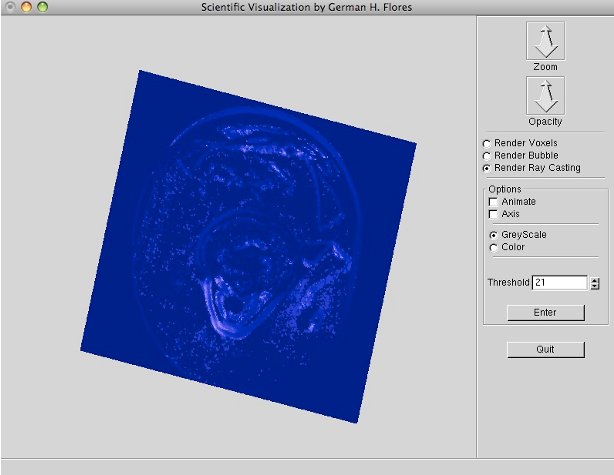 Scientific Visualization by German H. Flores
Zoom
Opacity
Render Voxels
Render Bubble
Render Ray Casting
Options
Animate
Axis
GreyScale
Color
Threshold 21
Enter
Quit